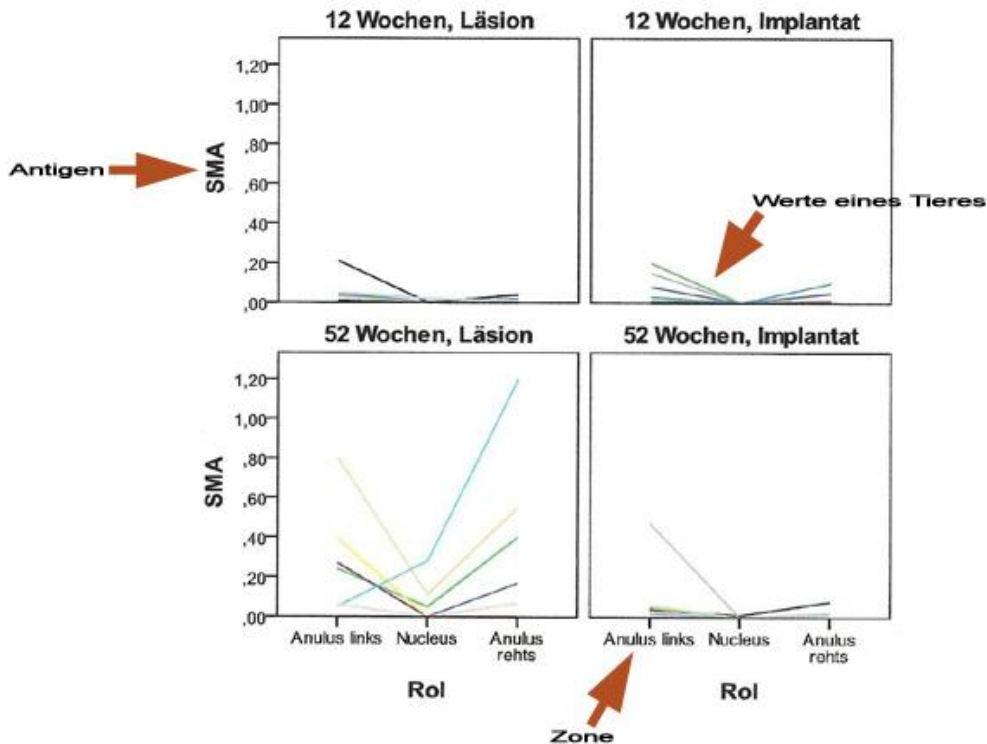 12 Wochen, Läsion
12 Wochen, Implantat
1,20
1,00
,80
,60
,40
,20
,00
SMA
Antigen
Werte eines Tieres
52 Wochen, Läsion
52 Wochen, Implantat
1,20
1,00
,80
,60
,40
,20
,00
SMA
Anulus links
Nucleus
Anulus
rehts
Anulus links
Nucleus
Anulus
rehts
RoI
RoI
Zone